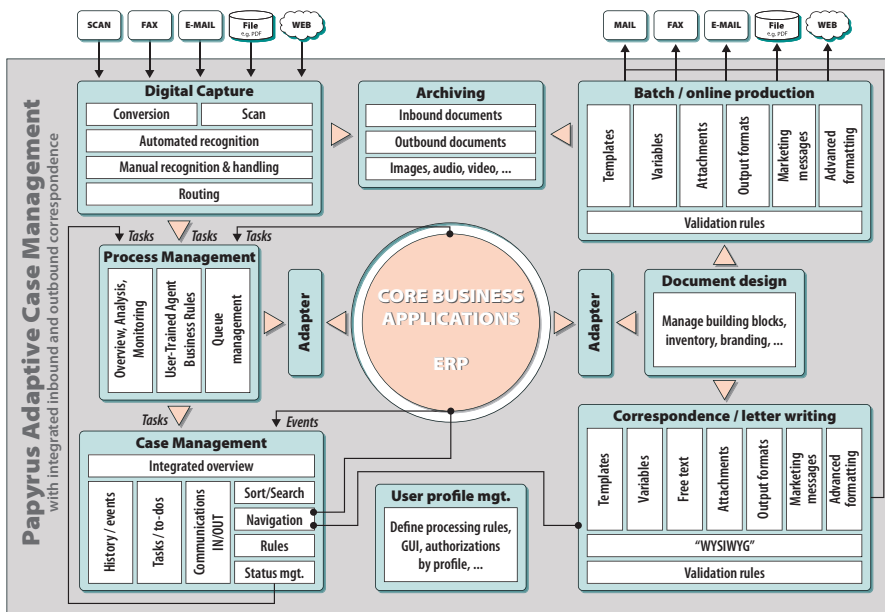 SCAN
FAX
E-MAIL
File
e.g. PDF
WEB
MAIL
FAX
E-MAIL
File
e.g. PDF
WEB
Papyrus Adaptive Case Management
with integrated inbound and outbound correspondence
Digital Capture
Conversion
Scan
Automated recognition
Manual recognition & handling
Routing
Archiving
Inbound documents
Outbound documents
Images, audio, video, ...
Batch / online production
Templates
Variables
Attachments
Output formats
Marketing
messages
Advanced
formatting
Validation rules
Tasks
Tasks
Tasks
Process Management
Overview, Analysis,
Monitoring
User-Trained Agent
Business Rules
Queue
management
Adapter
CORE BUSINESS
APPLICATIONS
ERP
Adapter
Document design
Manage building blocks,
inventory, branding, ...
Tasks
Events
Case Management
Integrated overview
History / events
Tasks / to-dos
Communications
IN/OUT
Sort/Search
Navigation
Rules
Status mgt.
User profile mgt.
Define processing rules,
GUI, authorizations
by profile, ...
Correspondence / letter writing
Templates
Variables
Free text
Attachments
Output formats
Marketing
messages
Advanced
formatting
“WYSIWYG”
Validation rules